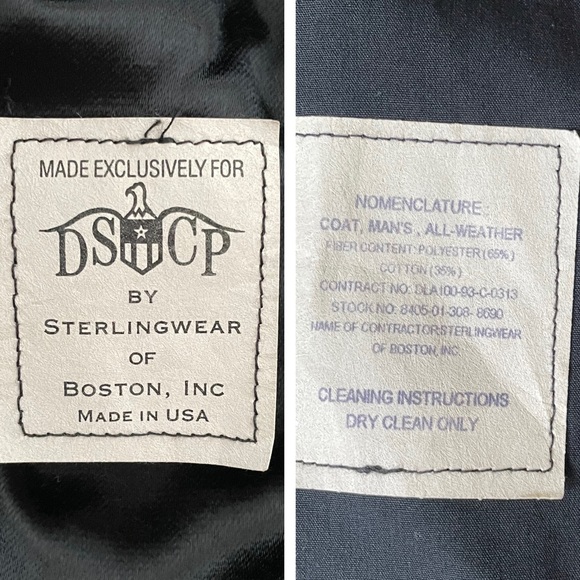 MADE EXCLUSIVELY FOR
DSCP
BY
STERLINGWEAR
OF
BOSTON, INC
MADE IN USA
NOMENCLATURE:
COAT, MAN'S, ALL-WEATHER
FIBER CONTENT: POLYESTER (65%)
COTTON (35%)
CONTRACT NO: DLA100-93-C-0313
STOCK NO: 8405-01-308-8690
NAME OF CONTRACTOR:STERLINGWEAR
OF BOSTON, INC.
CLEANING INSTRUCTIONS
DRY CLEAN ONLY